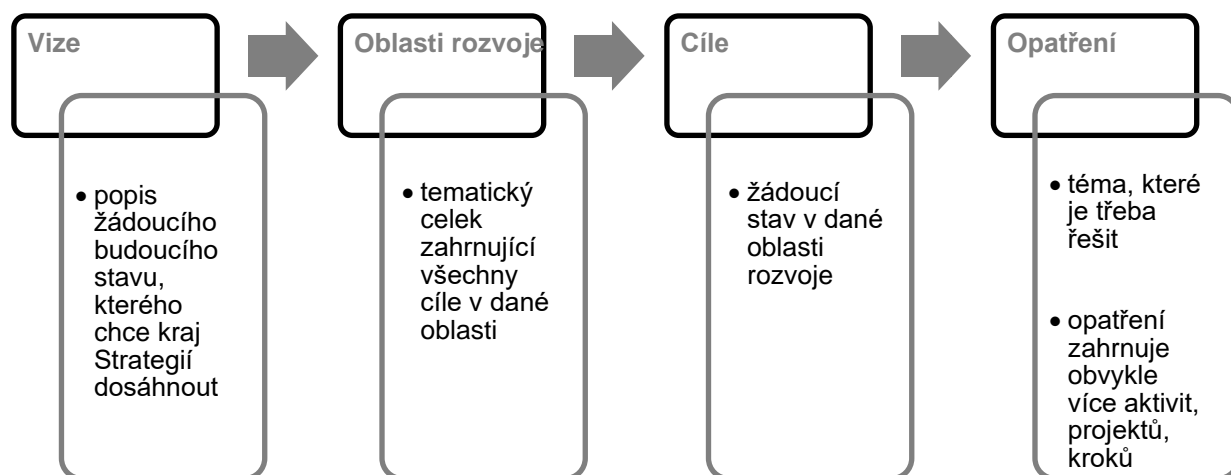 Vize
• popis
žádoucího
budoucího
stavu,
kterého
chce kraj
Strategií
dosáhnout
Oblasti rozvoje
• tematický
celek
zahrnující
všechny
cíle v dané
oblasti
Cíle
• žádoucí
stav v dané
oblasti
rozvoje
Opatření
• téma, které
je třeba
řešit
• opatření
zahrnuje
obvykle
více aktivit,
projektů,
kroků